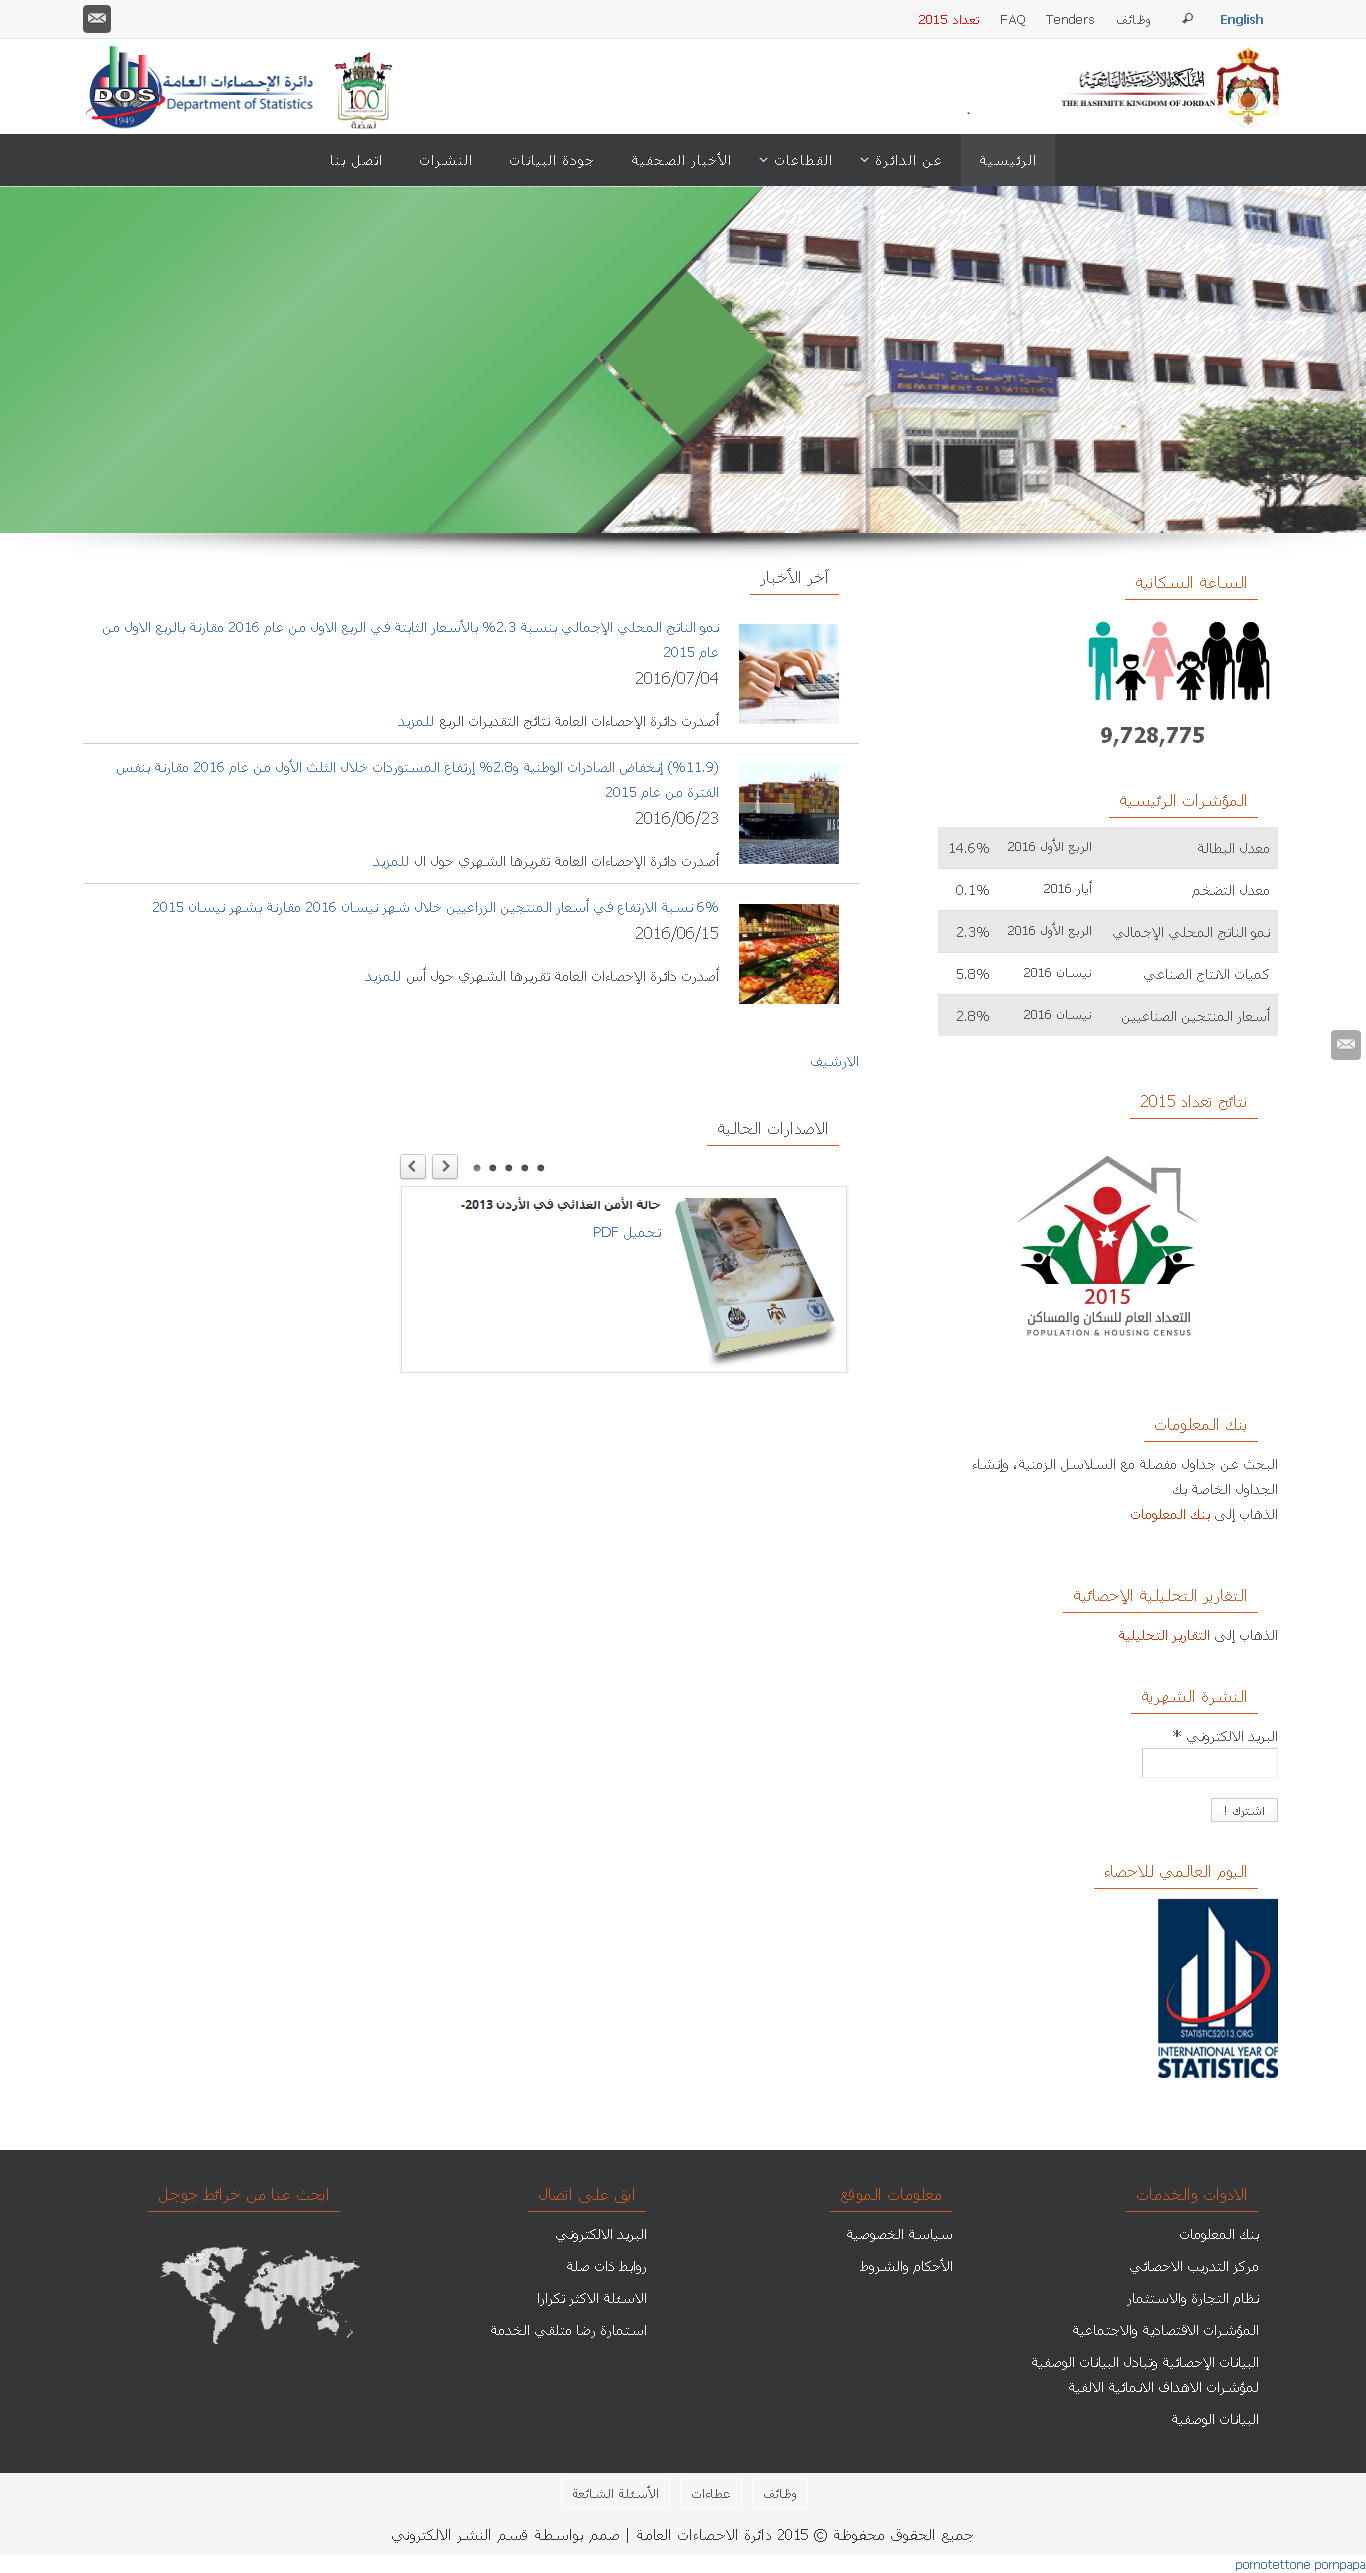 English
وظائف
Tenders
FAQ
تعداد 2015
المملكة الأردنية الهاشمية
THE HASHMITE KINGDOM OF JORDAN
100
نهضة
دائرة الإحصاءات العامة
Department of Statistics
DOS
1949
الرئيسية
عن الدائرة
القطاعات
الأخبار الصحفية
جودة البيانات
النشرات
اتصل بنا
دائرة الإحصاءات العامة
DEPARTMENT OF STATISTICS
الساعة السكانية
9,728,775
المؤشرات الرئيسية
معدل البطالة الربع الأول 2016 14.6%
معدل التضخم أيار 2016 0.1%
نمو الناتج المحلي الإجمالي الربع الأول 2016 2.3%
كميات الانتاج الصناعي نيسان 2016 5.8%
أسعار المنتجين الصناعيين نيسان 2016 2.8%
نتائج تعداد 2015
2015
التعداد العام للسكان والمساكن
POPULATION & HOUSING CENSUS
بنك المعلومات
البحث عن جداول مفصلة مع السلاسل الزمنية، وإنشاء
الجداول الخاصة بك
الذهاب إلى بنك المعلومات
التقارير التحليلية الإحصائية
الذهاب إلى التقارير التحليلية
النشرة الشهرية
البريد الالكتروني *
اشترك !
اليوم العالمي للاحصاء
STATISTICS2013.ORG
INTERNATIONAL YEAR OF
STATISTICS
آخر الأخبار
نمو الناتج المحلي الإجمالي بنسبة 2.3% بالأسعار الثابتة في الربع الاول من عام 2016 مقارنة بالربع الاول من
عام 2015
2016/07/04
أصدرت دائرة الإحصاءات العامة نتائج التقديرات الربع للمزيد
(11.9%) إنخفاض الصادرات الوطنية و2.8% إرتفاع المستوردات خلال الثلث الأول من عام 2016 مقارنة بنفس
الفترة من عام 2015
2016/06/23
أصدرت دائرة الإحصاءات العامة تقريرها الشهري حول ال للمزيد
6% نسبة الارتفاع في أسعار المنتجين الزراعيين خلال شهر نيسان 2016 مقارنة بشهر نيسان 2015
2016/06/15
أصدرت دائرة الإحصاءات العامة تقريرها الشهري حول أس للمزيد
الارشيف
الاصدارات الحالية
حالة الأمن الغذائي في الأردن 2013-
تحميل PDF
الادوات والخدمات
بنك المعلومات
مركز التدريب الاحصائي
نظام التجارة والاستثمار
المؤشرات الاقتصادية والاجتماعية
البيانات الإحصائية وتبادل البيانات الوصفية
لمؤشرات الاهداف الانمائية الالفية
البيانات الوصفية
معلومات الموقع
سياسة الخصوصية
الأحكام والشروط
ابق على اتصال
البريد الالكتروني
روابط ذات صلة
الاسئلة الاكثر تكرارا
استمارة رضا متلقي الخدمة
ابحث عنا من خرائط جوجل
وظائف
عطاءات
الأسئلة الشائعة
جميع الحقوق محفوظة © 2015 دائرة الاحصاءات العامة | صمم بواسطة قسم النشر الالكتروني
pornotettone pornpapa